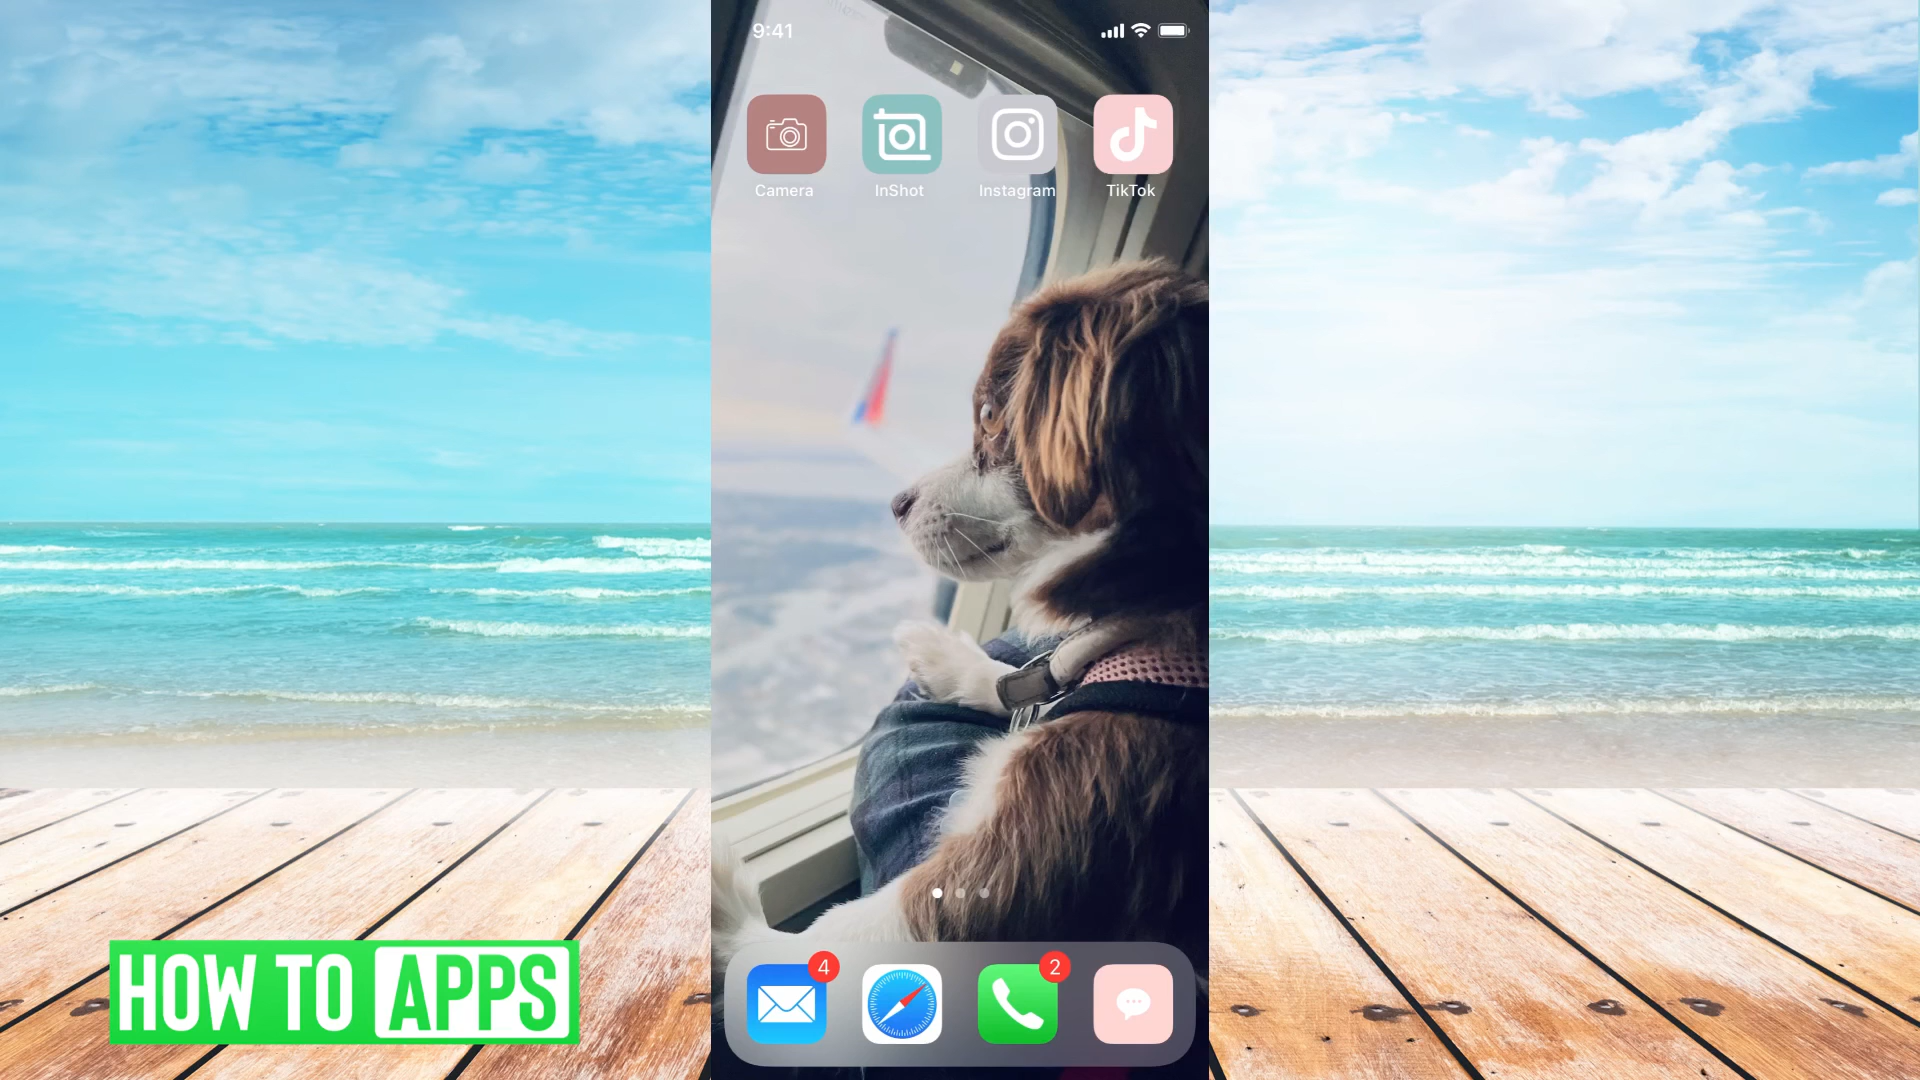 9:41
Camera
InShot
Instagram
TikTok
4
2
HOW TO APPS